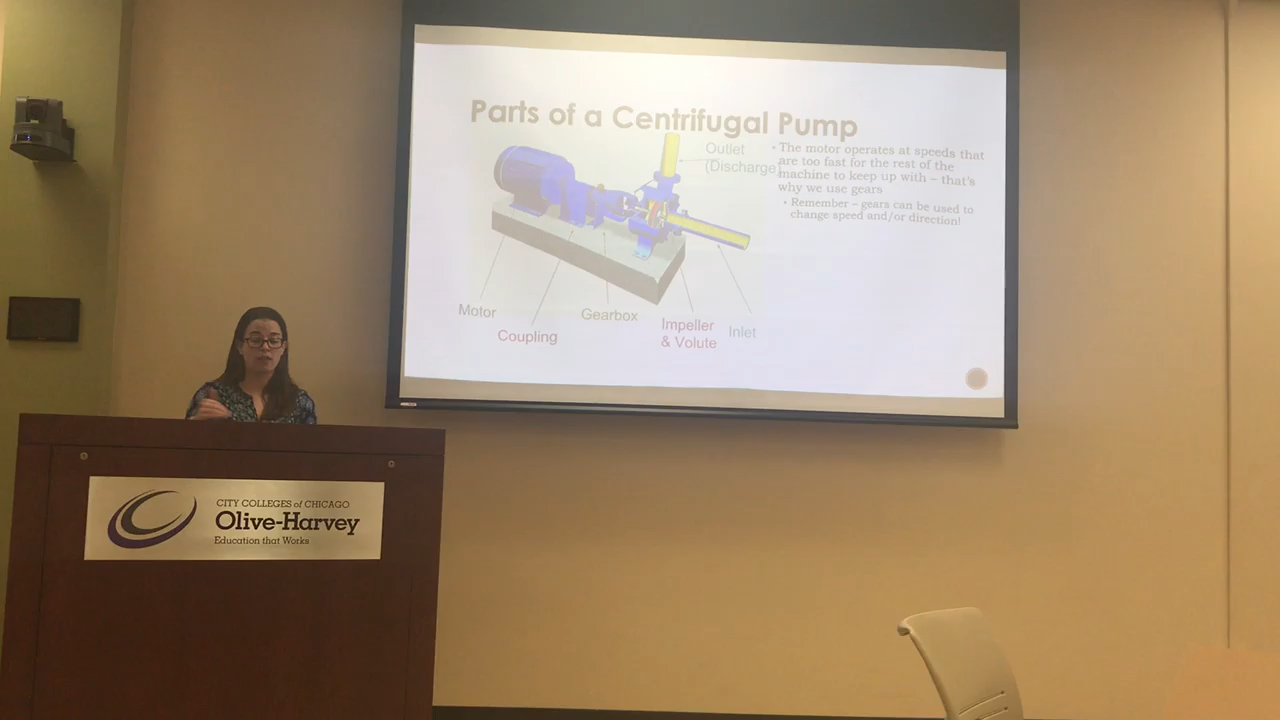 Parts of a Centrifugal Pump
Outlet
(Discharge)
• The motor operates at speeds that
are too fast for the rest of the
machine to keep up with – that's
why we use gears
• Remember – gears can be used to
change speed and/or direction!
Motor
Coupling
Gearbox
Impeller
& Volute
Inlet
CITY COLLEGES of CHICAGO
Olive-Harvey
Education that Works